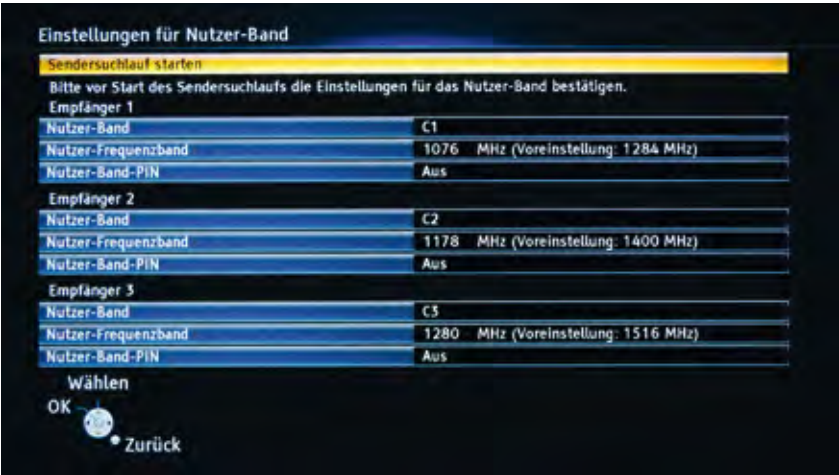 Einstellungen für Nutzer-Band
Sendersuchlauf starten
Bitte vor Start des Sendersuchlaufs die Einstellungen für das Nutzer-Band bestätigen.
Empfänger 1
Nutzer-Band C1
Nutzer-Frequenzband 1076 MHz (Voreinstellung: 1284 MHz)
Nutzer-Band-PIN Aus
Empfänger 2
Nutzer-Band C2
Nutzer-Frequenzband 1178 MHz (Voreinstellung: 1400 MHz)
Nutzer-Band-PIN Aus
Empfänger 3
Nutzer-Band C3
Nutzer-Frequenzband 1280 MHz (Voreinstellung: 1516 MHz)
Nutzer-Band-PIN Aus
Wählen
OK
Zurück